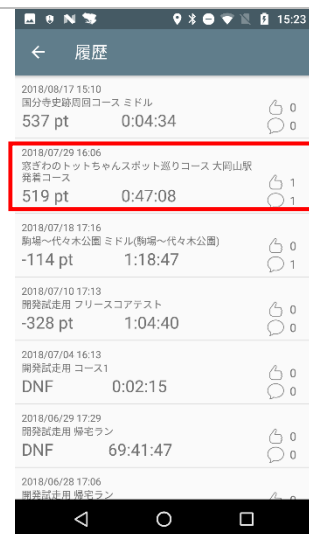 15:23
履歴
2018/08/17 15:10
国分寺史跡周回コース ミドル
537 pt 0:04:34
0
0
2018/07/29 16:06
窓ぎわのトットちゃんスポット巡りコース 大岡山駅
発着コース
519 pt 0:47:08
1
1
2018/07/18 17:16
駒場～代々木公園 ミドル(駒場～代々木公園)
-114 pt 1:18:47
0
1
2018/07/10 17:13
開発試走用 フリースコアテスト
-328 pt 1:04:40
0
0
2018/07/04 16:13
開発試走用 コース1
DNF 0:02:15
0
0
2018/06/29 17:29
開発試走用 帰宅ラン
DNF 69:41:47
0
0
2018/06/28 17:06
開発試走用 帰宅ラン
0